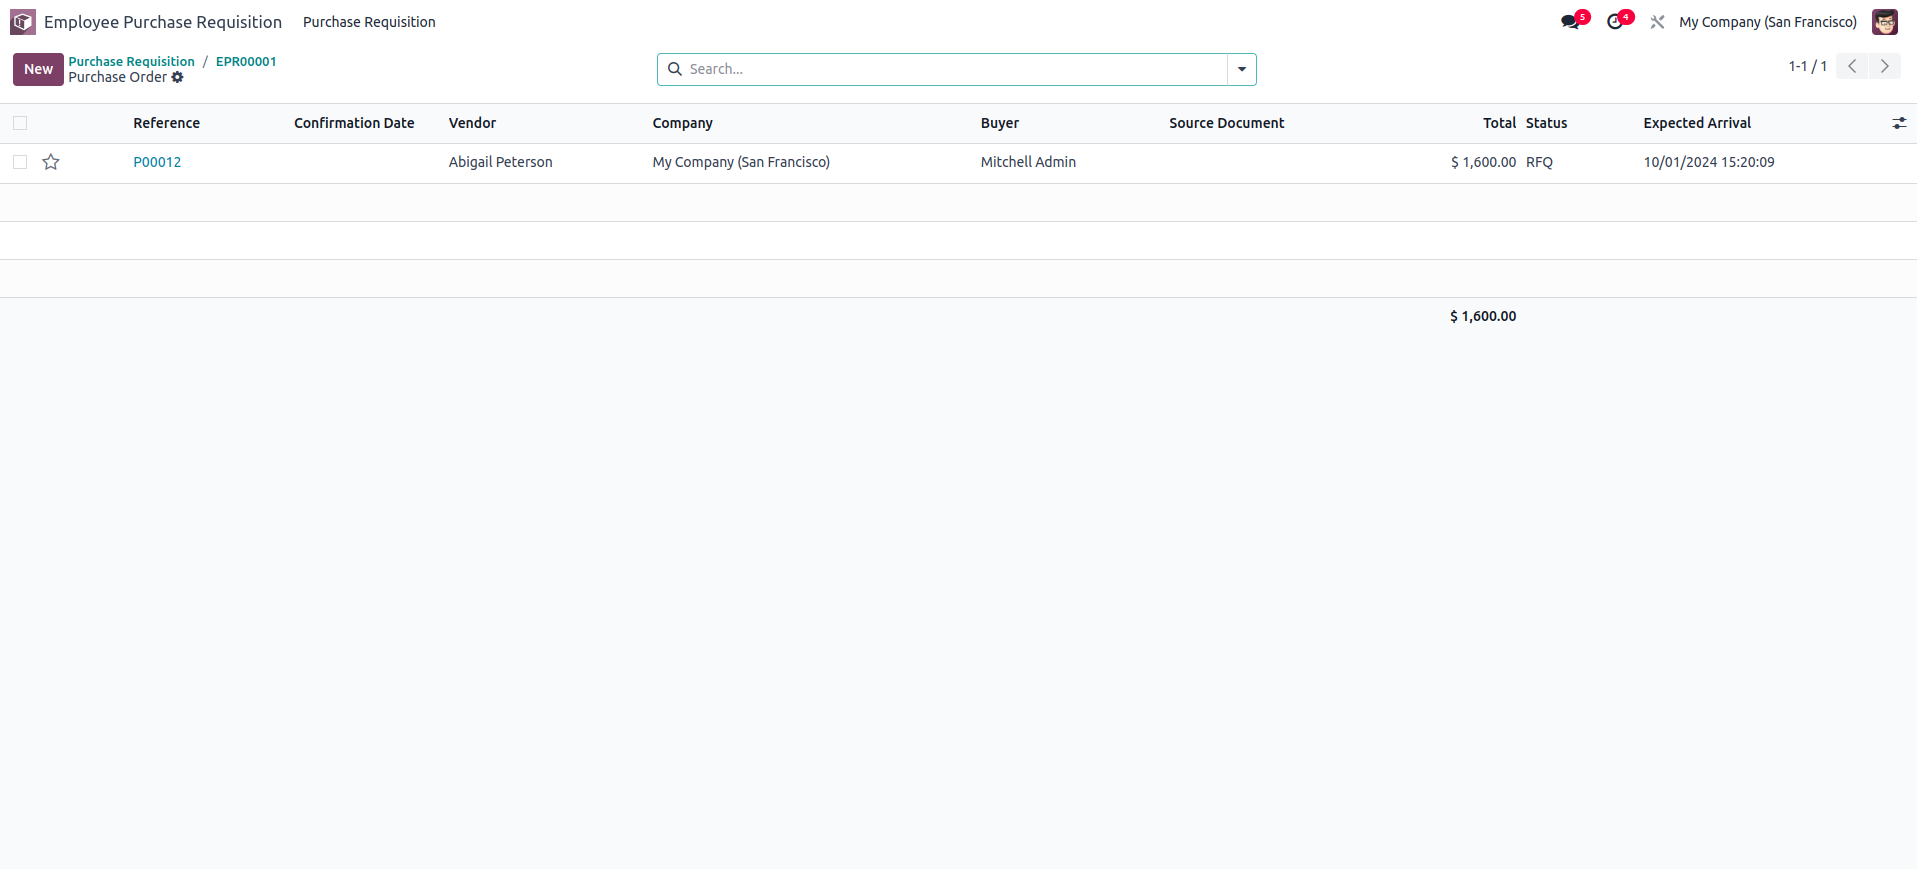 Employee Purchase Requisition Purchase Requisition 5 4 My Company (San Francisco)
New Purchase Requisition / EPR00001
Purchase Order
Search...
1-1 / 1
Reference Confirmation Date Vendor Company Buyer Source Document Total Status Expected Arrival
P00012 Abigail Peterson My Company (San Francisco) Mitchell Admin $ 1,600.00 RFQ 10/01/2024 15:20:09
$ 1,600.00